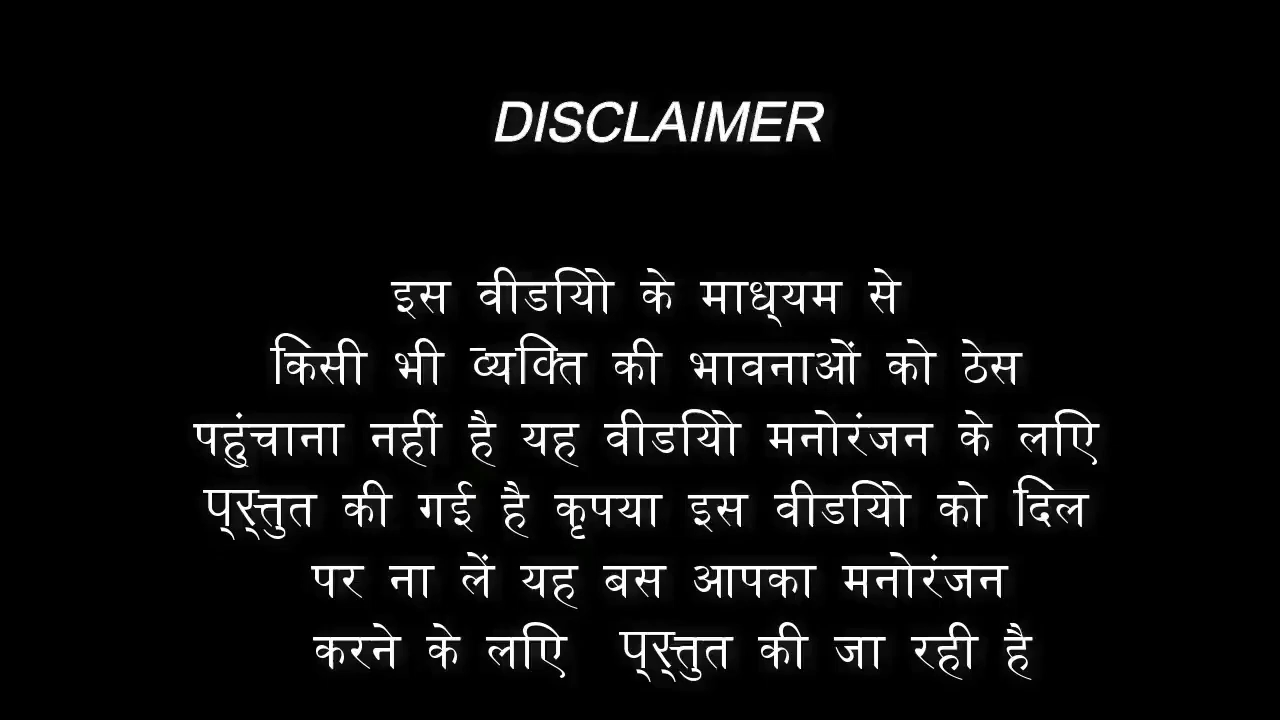 DISCLAIMER
इस वीडियो के माध्यम से
किसी भी व्यक्ति की भावनाओं को ठेस
पहुंचाना नहीं है यह वीडियो मनोरंजन के लिए
प्रस्तुत की गई है कृपया इस वीडियो को दिल
पर ना लें यह बस आपका मनोरंजन
करने के लिए प्रस्तुत की जा रही है